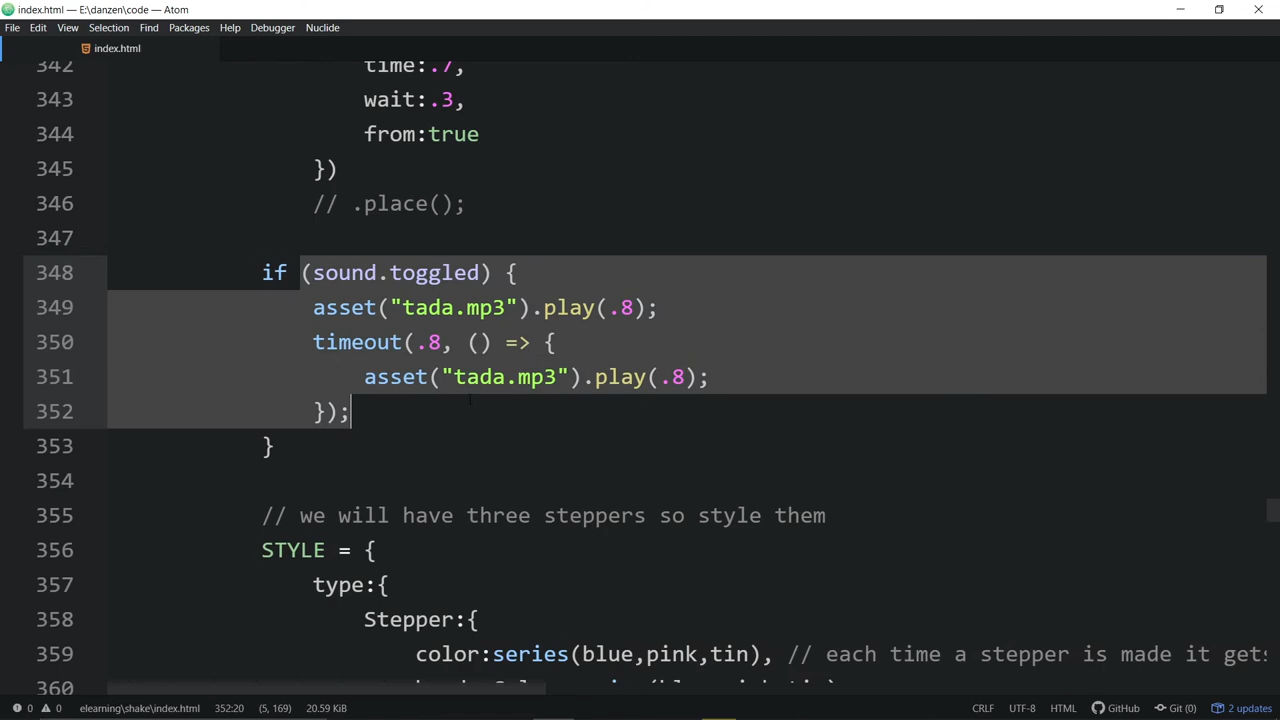 index.html — E:\danzen\code — Atom
File Edit View Selection Find Packages Help Debugger Nuclide
index.html
342 time:.7,
343 wait:.3,
344 from:true
345 })
346 // .place();
347
348 if (sound.toggled) {
349 asset("tada.mp3").play(.8);
350 timeout(.8, () => {
351 asset("tada.mp3").play(.8);
352 });
353 }
354
355 // we will have three steppers so style them
356 STYLE = {
357 type:{
358 Stepper:{
359 color:series(blue,pink,tin), // each time a stepper is made it gets
360
0 0 elearning\shake\index.html 352:20 (5, 169) 20.59 KiB CRLF UTF-8 HTML GitHub Git (0) 2 updates